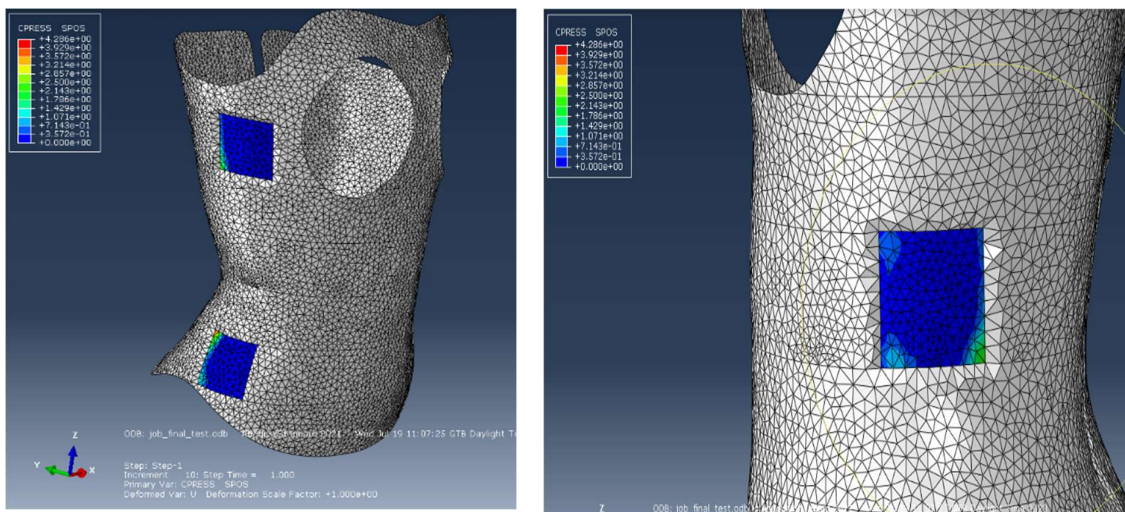 CPRESS SPOS
+4.286e+00
+3.929e+00
+3.572e+00
+3.214e+00
+2.857e+00
+2.500e+00
+2.143e+00
+1.786e+00
+1.429e+00
+1.071e+00
+7.143e-01
+3.572e-01
+0.000e+00
Z
Y
X
ODB: job_final_test.odb
Wed Jul 19 11:07:25 GTB Daylight
Step: Step-1
Increment 10: Step Time = 1.000
Primary Var: CPRESS SPOS
Deformed Var: U Deformation Scale Factor: +1.000e+00
CPRESS SPOS
+4.286e+00
+3.929e+00
+3.572e+00
+3.214e+00
+2.857e+00
+2.500e+00
+2.143e+00
+1.786e+00
+1.429e+00
+1.071e+00
+7.143e-01
+3.572e-01
+0.000e+00
Z
ODB: job_final_test.odb